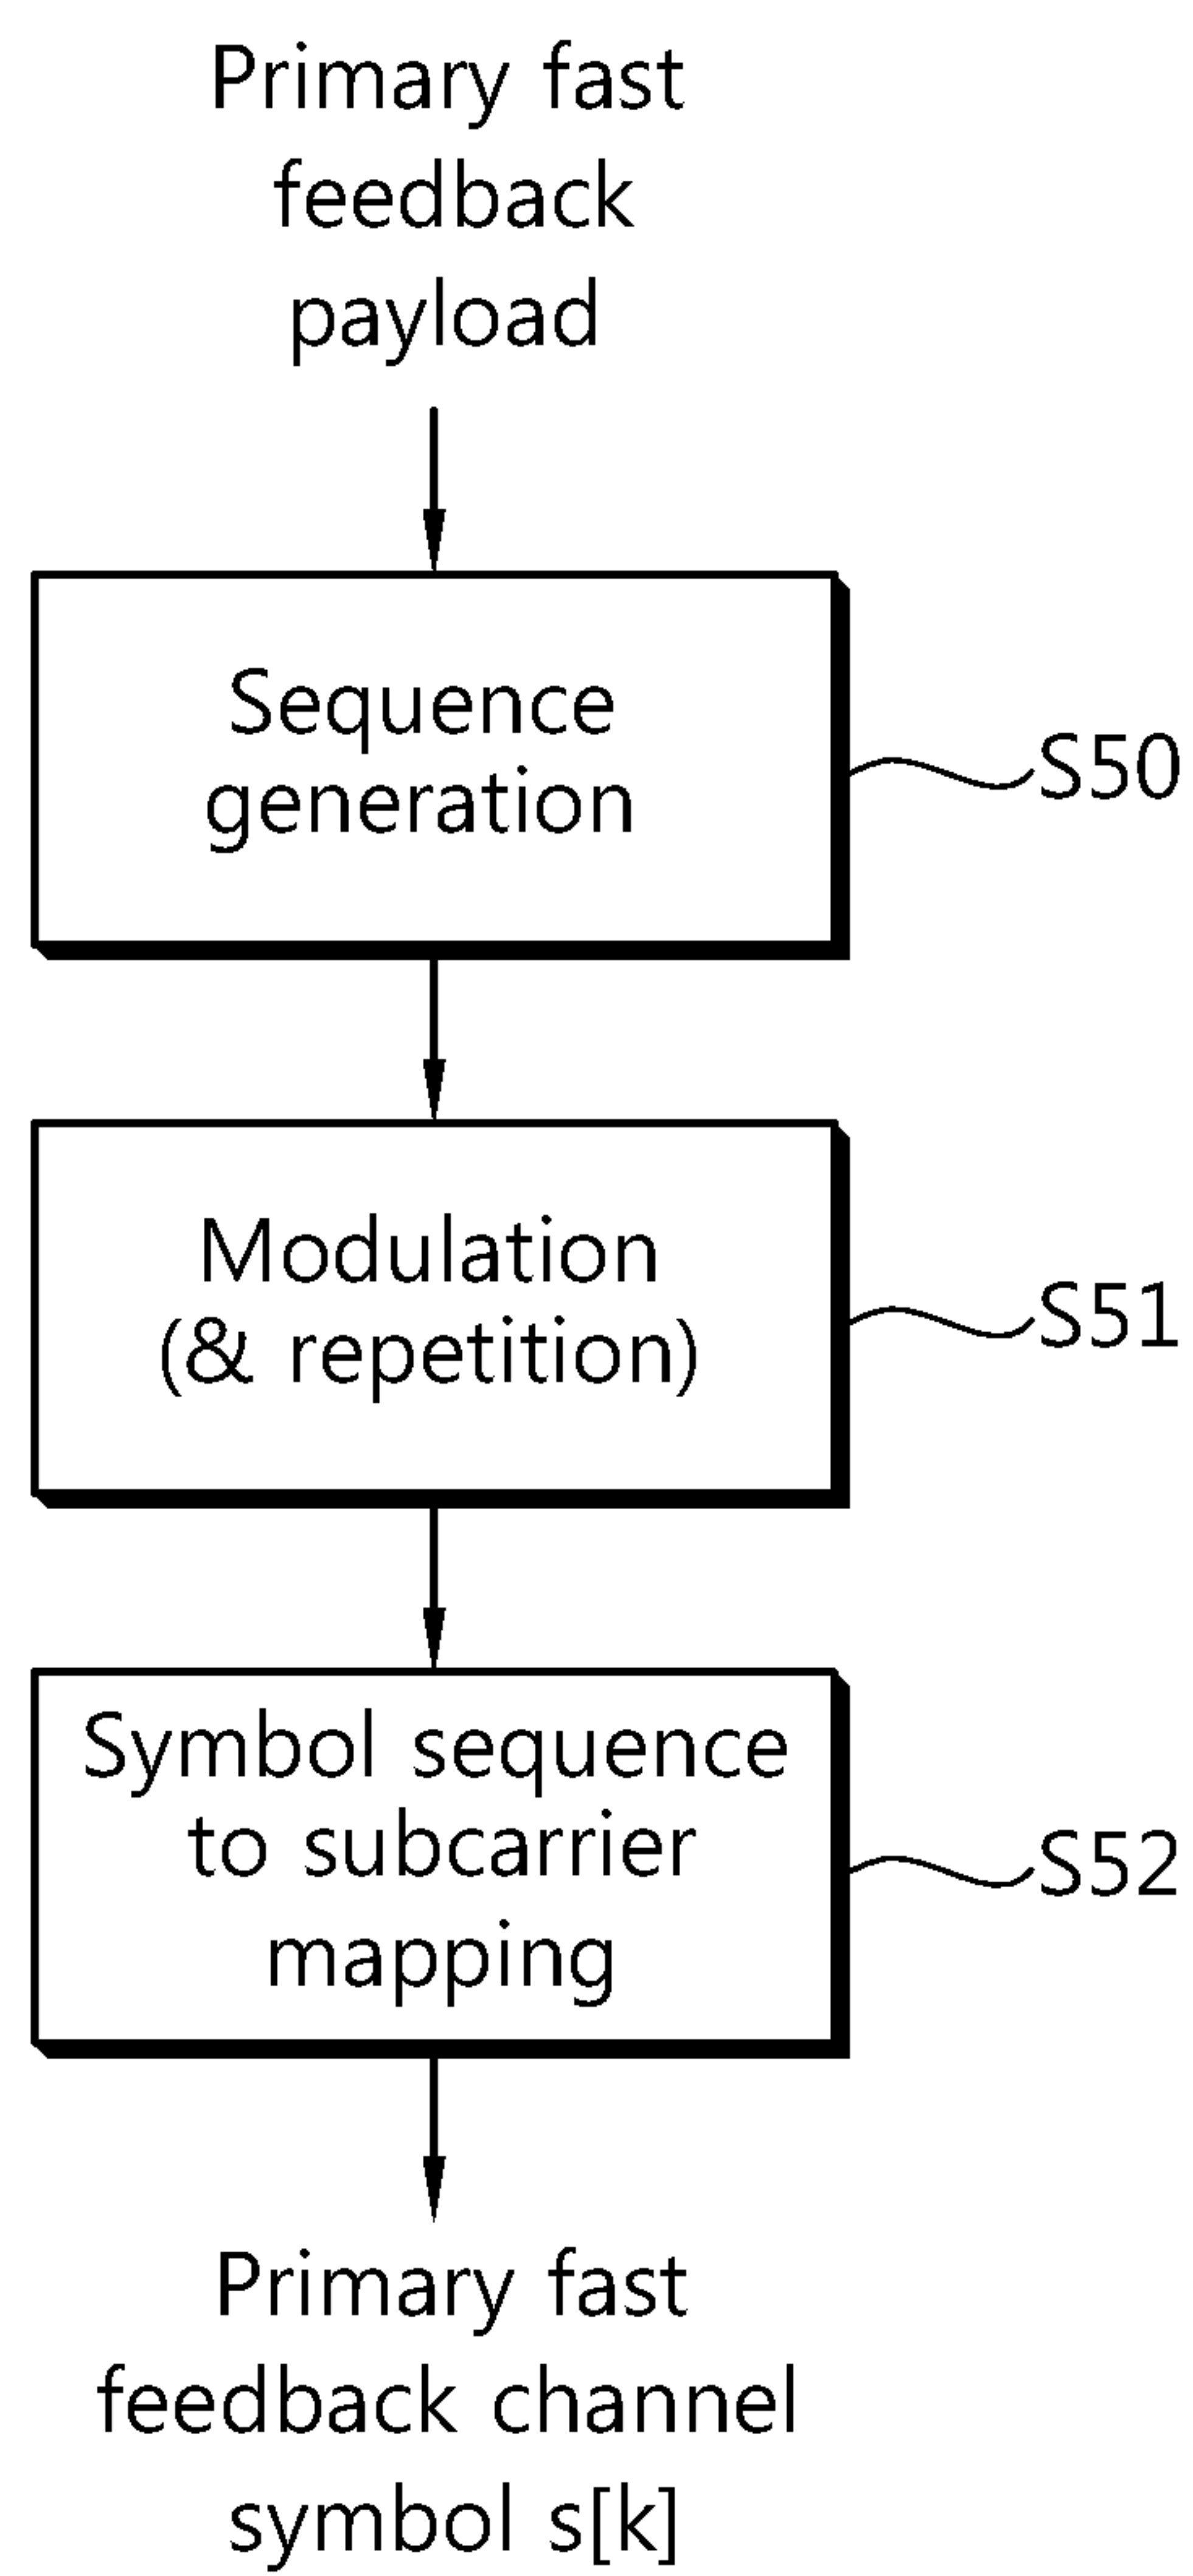 Primary fast
feedback
payload
Sequence
generation
S50
Modulation
(& repetition)
S51
Symbol sequence
to subcarrier
mapping
S52
Primary fast
feedback channel
symbol s[k]